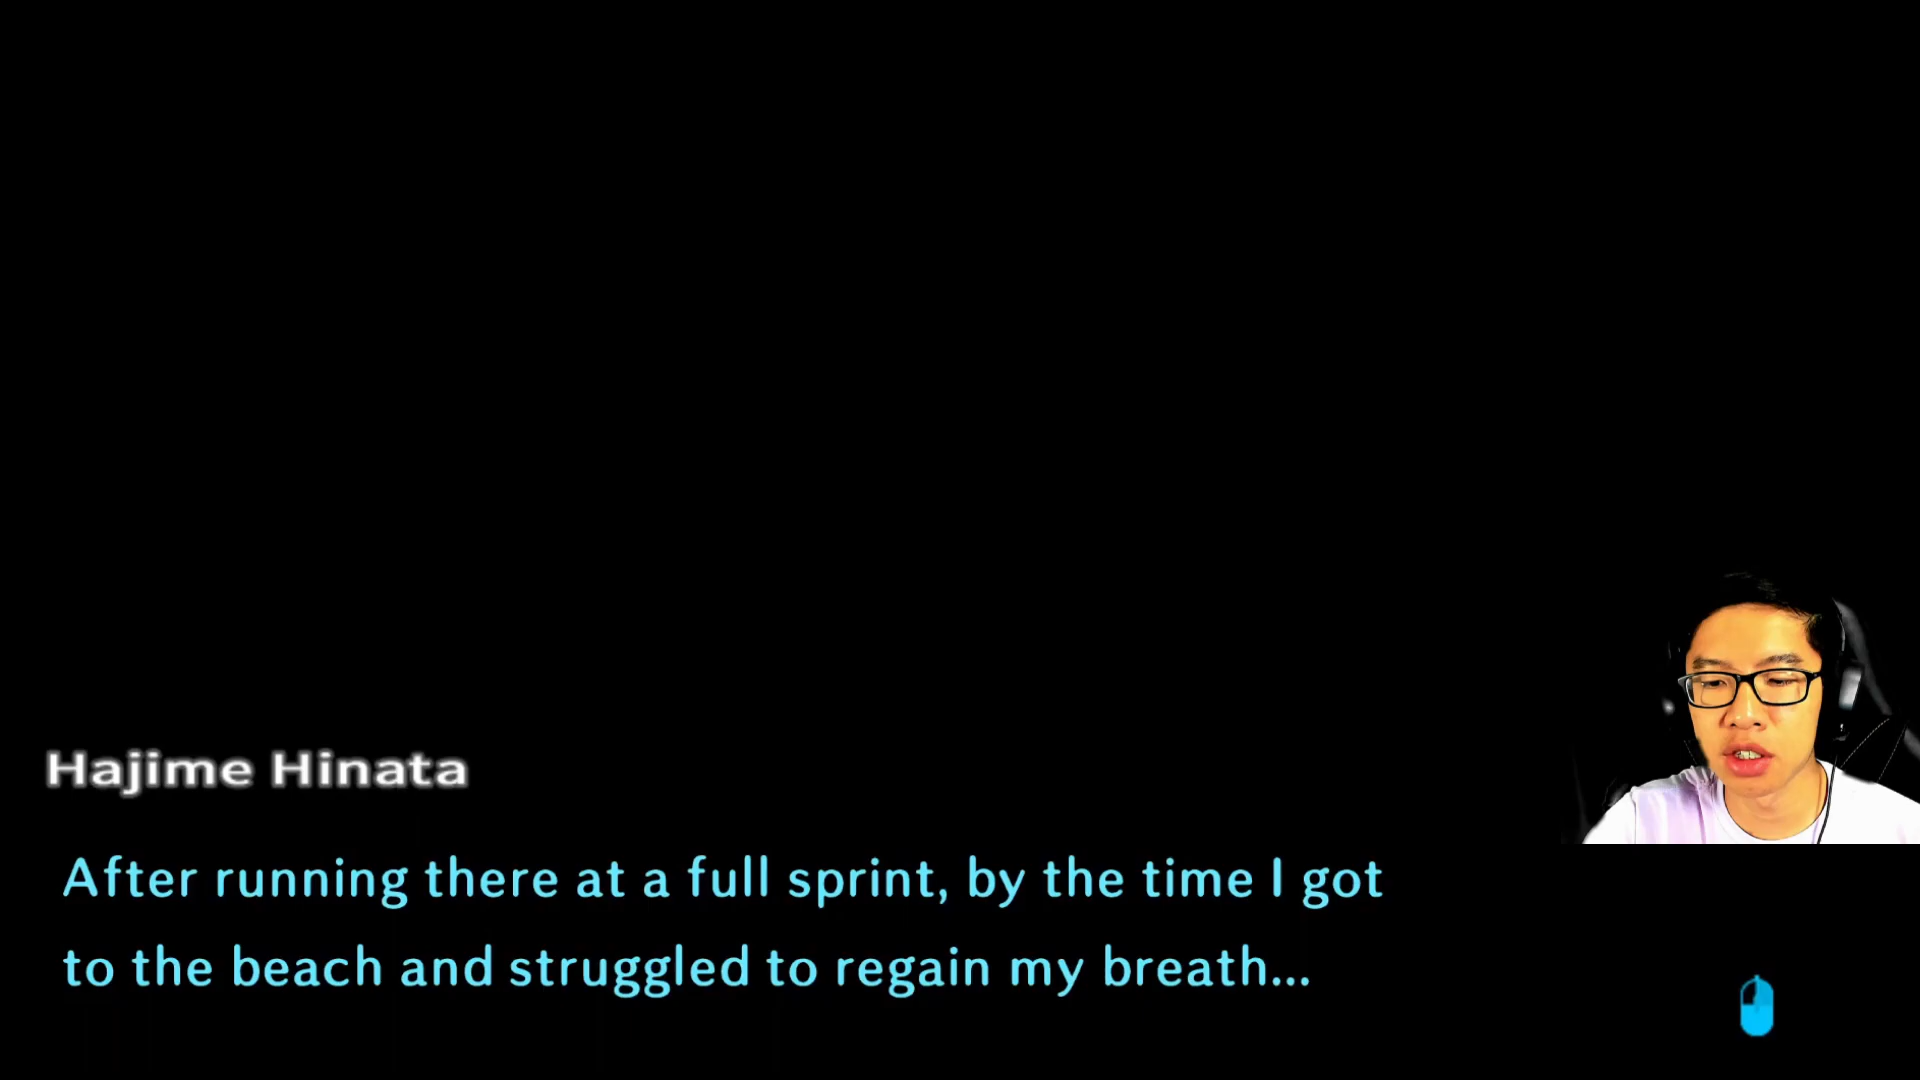 Hajime Hinata
After running there at a full sprint, by the time I got
to the beach and struggled to regain my breath...